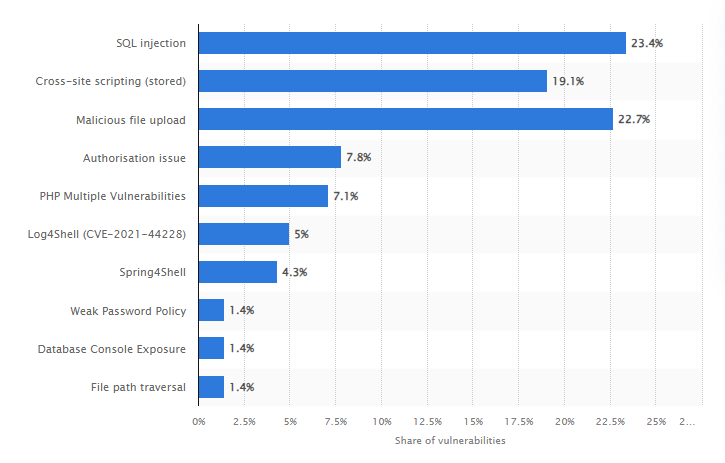 SQL injection 23.4%
Cross-site scripting (stored) 19.1%
Malicious file upload 22.7%
Authorisation issue 7.8%
PHP Multiple Vulnerabilities 7.1%
Log4Shell (CVE-2021-44228) 5%
Spring4Shell 4.3%
Weak Password Policy 1.4%
Database Console Exposure 1.4%
File path traversal 1.4%
0% 2.5% 5% 7.5% 10% 12.5% 15% 17.5% 20% 22.5% 25% 2...
Share of vulnerabilities